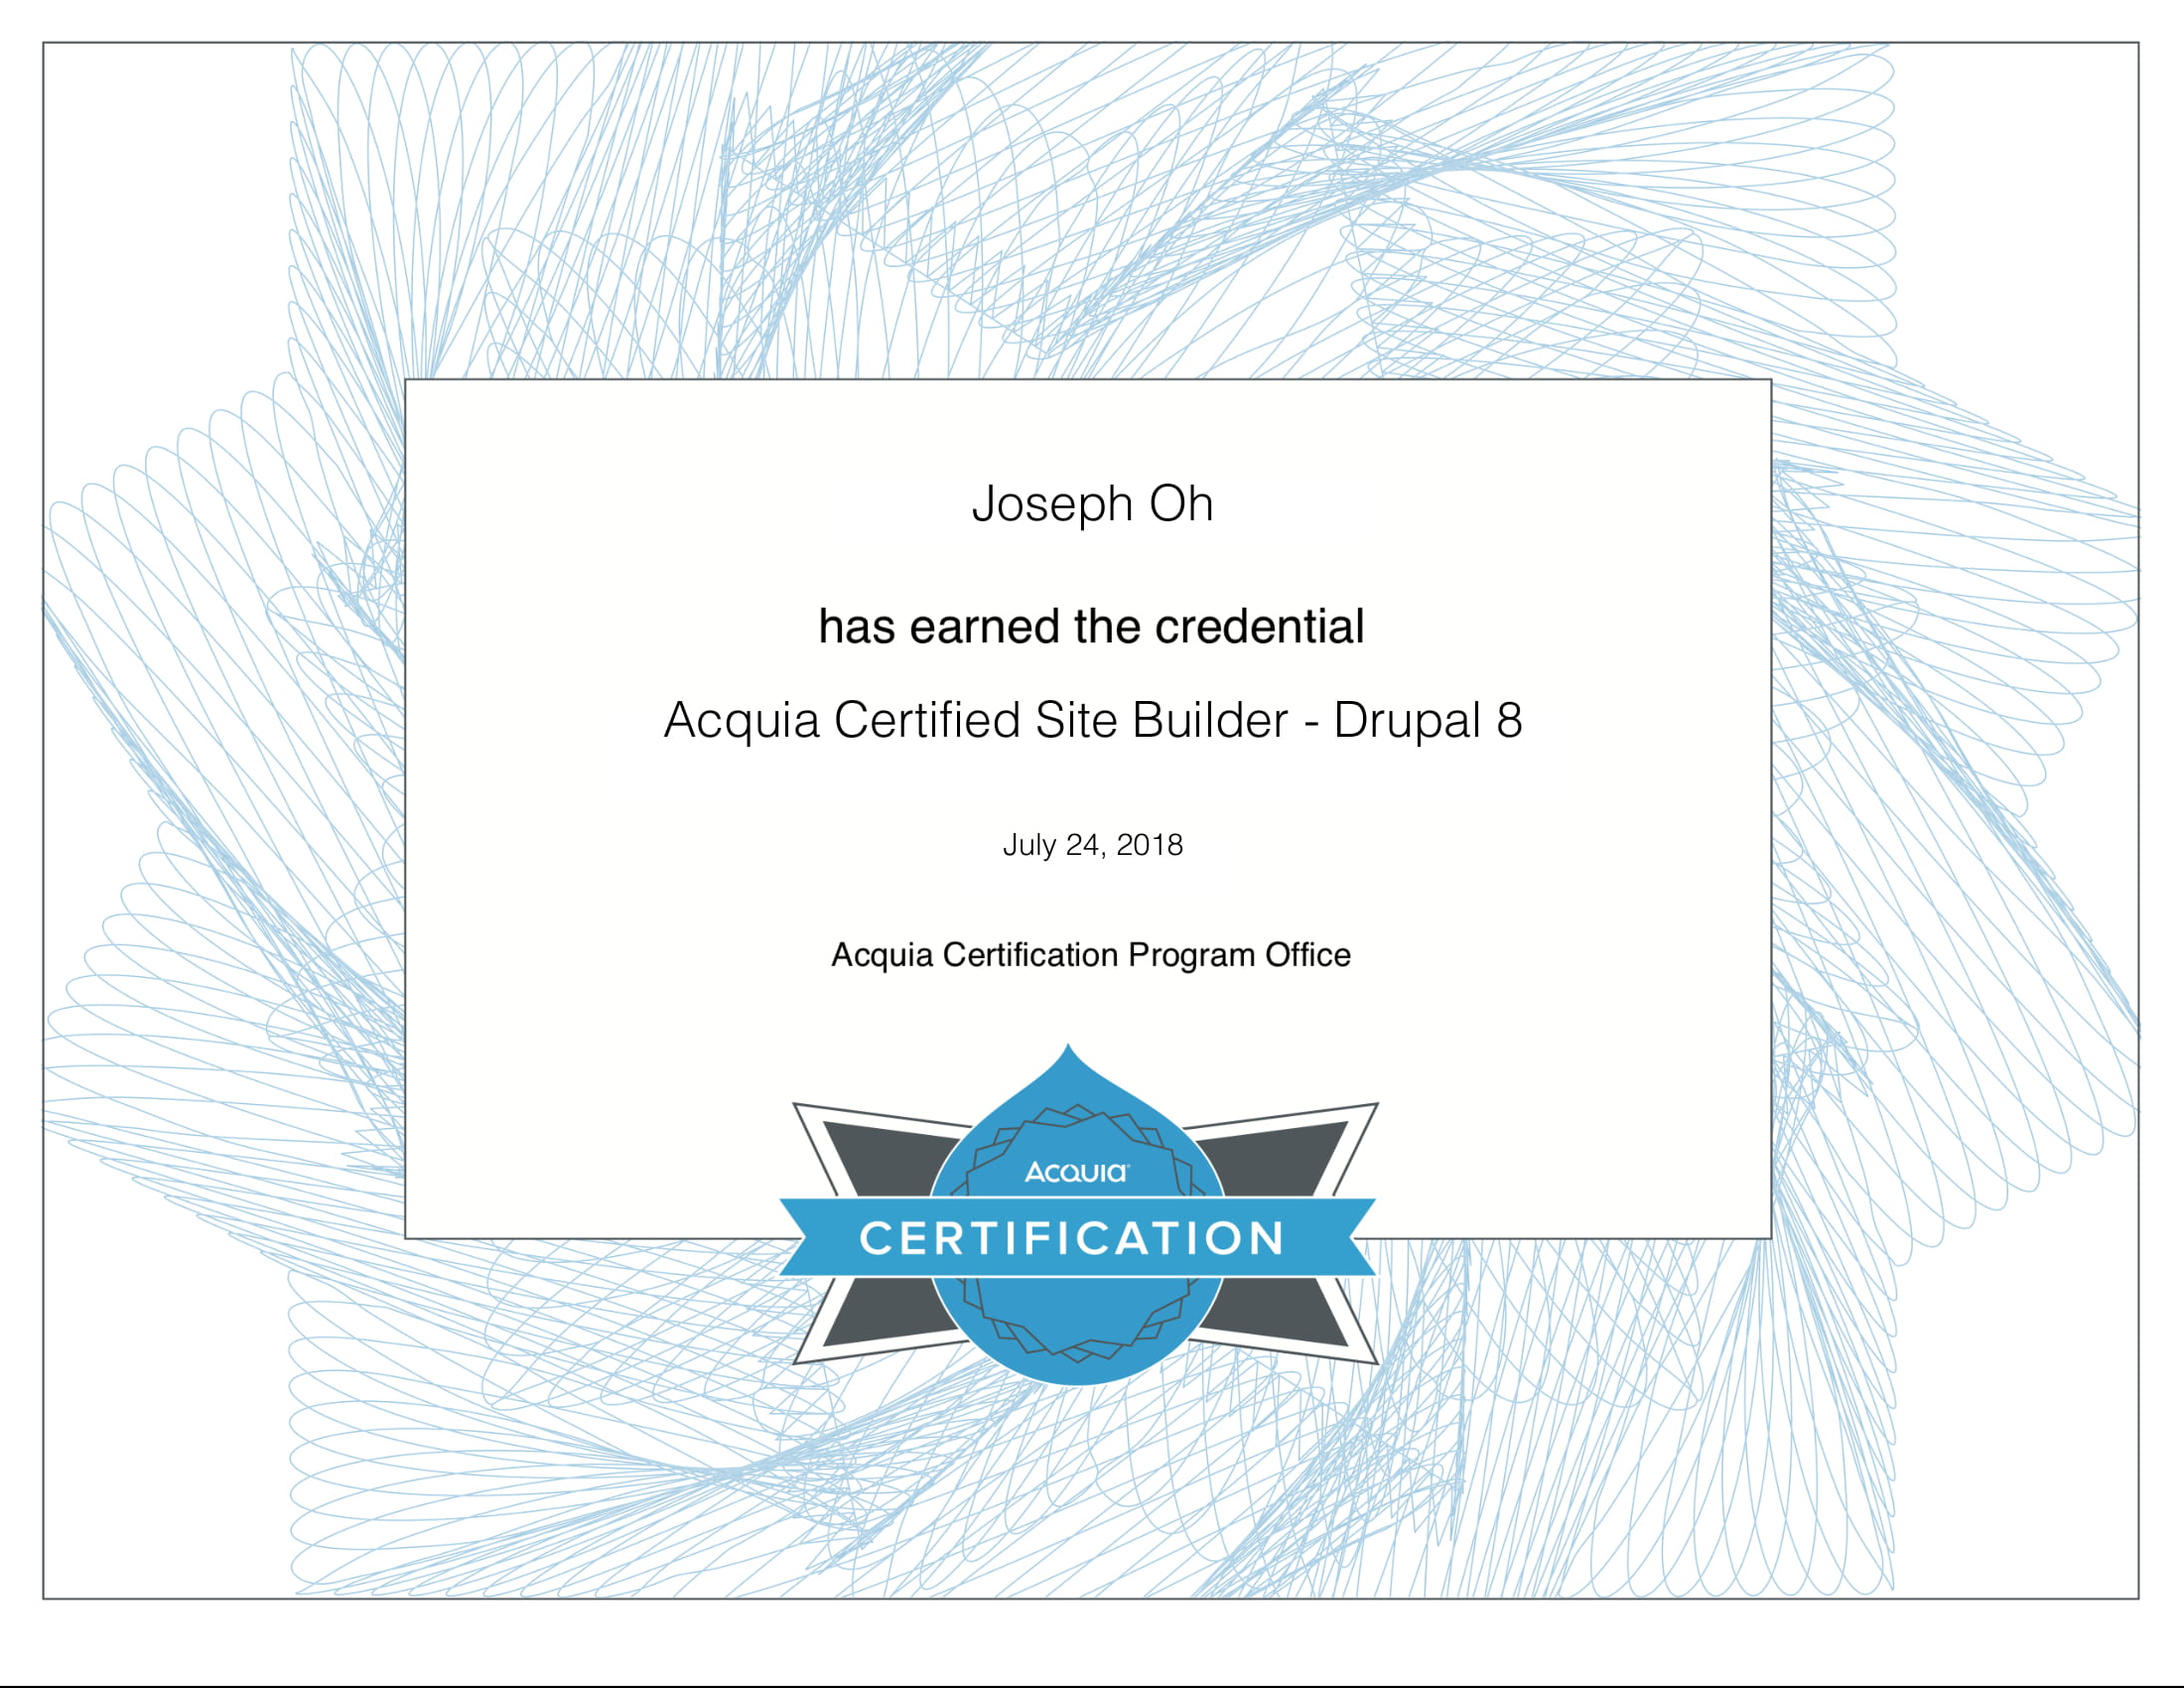 Joseph Oh
has earned the credential
Acquia Certified Site Builder - Drupal 8
July 24, 2018
Acquia Certification Program Office
Acquia
CERTIFICATION